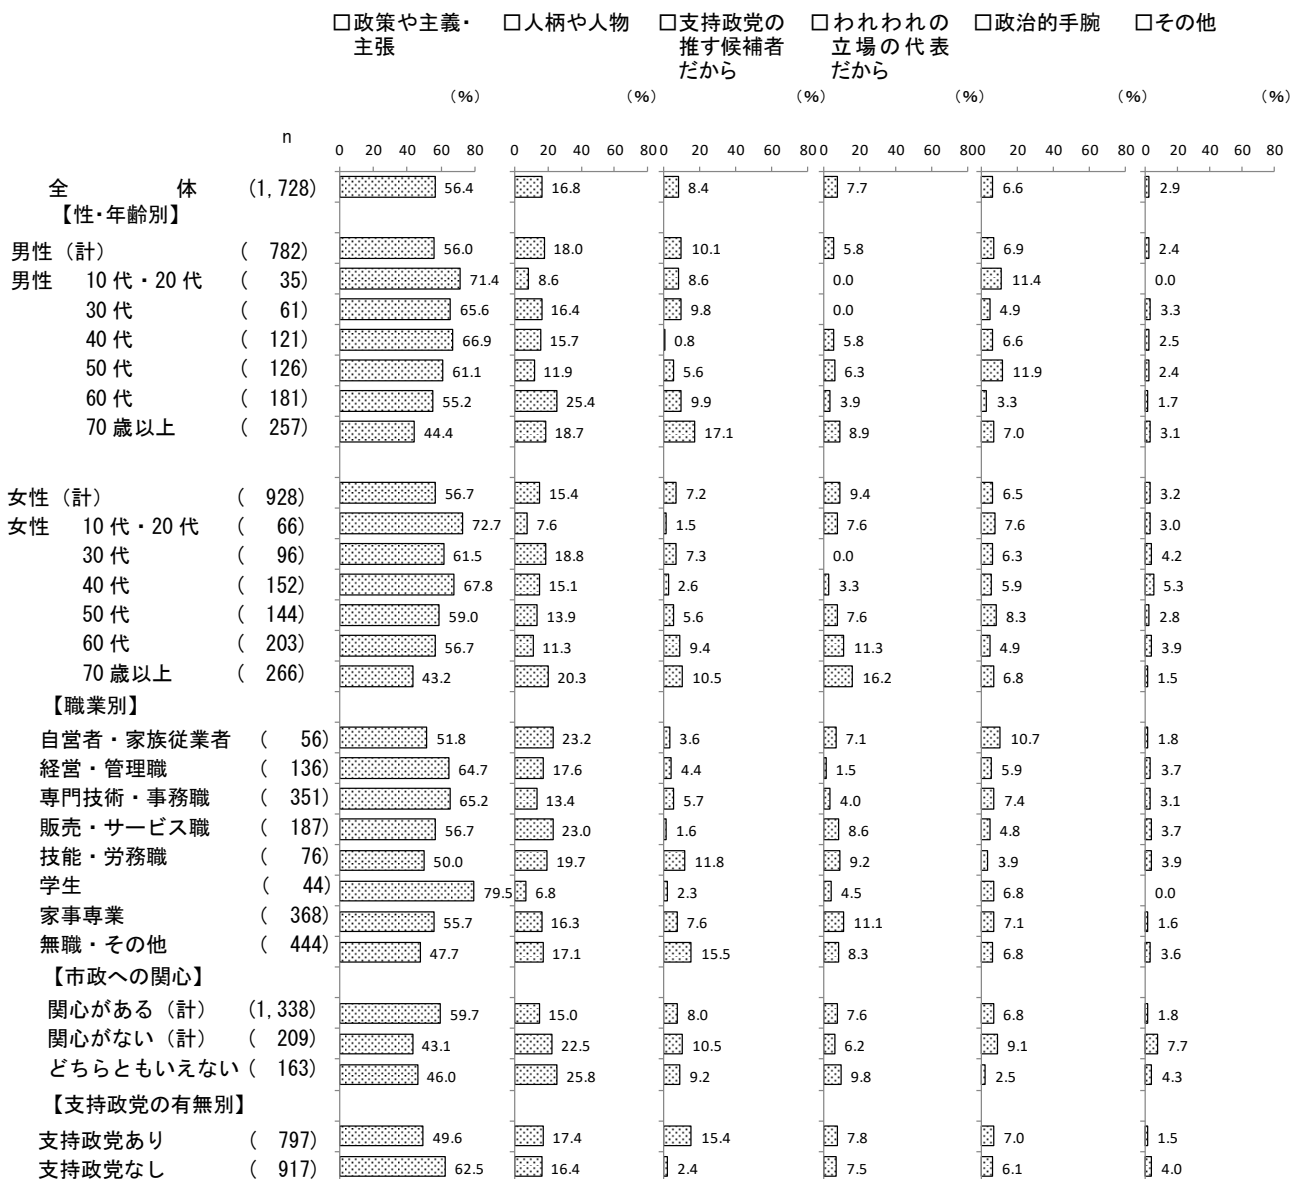 □政策や主義・主張 □人柄や人物 □支持政党の推す候補者だから □われわれの立場の代表だから □政治的手腕 □その他
(%) (%) (%) (%) (%) (%)
n
0 20 40 60 80 0 20 40 60 80 0 20 40 60 80 0 20 40 60 80 0 20 40 60 80 0 20 40 60 80
全体 (1,728) 56.4 16.8 8.4 7.7 6.6 2.9
【性・年齢別】
男性（計） ( 782) 56.0 18.0 10.1 5.8 6.9 2.4
男性 10代・20代 ( 35) 71.4 8.6 8.6 0.0 11.4 0.0
30代 ( 61) 65.6 16.4 9.8 0.0 4.9 3.3
40代 ( 121) 66.9 15.7 0.8 5.8 6.6 2.5
50代 ( 126) 61.1 11.9 5.6 6.3 11.9 2.4
60代 ( 181) 55.2 25.4 9.9 3.9 3.3 1.7
70歳以上 ( 257) 44.4 18.7 17.1 8.9 7.0 3.1
女性（計） ( 928) 56.7 15.4 7.2 9.4 6.5 3.2
女性 10代・20代 ( 66) 72.7 7.6 1.5 7.6 7.6 3.0
30代 ( 96) 61.5 18.8 7.3 0.0 6.3 4.2
40代 ( 152) 67.8 15.1 2.6 3.3 5.9 5.3
50代 ( 144) 59.0 13.9 5.6 7.6 8.3 2.8
60代 ( 203) 56.7 11.3 9.4 11.3 4.9 3.9
70歳以上 ( 266) 43.2 20.3 10.5 16.2 6.8 1.5
【職業別】
自営者・家族従業者 ( 56) 51.8 23.2 3.6 7.1 10.7 1.8
経営・管理職 ( 136) 64.7 17.6 4.4 1.5 5.9 3.7
専門技術・事務職 ( 351) 65.2 13.4 5.7 4.0 7.4 3.1
販売・サービス職 ( 187) 56.7 23.0 1.6 8.6 4.8 3.7
技能・労務職 ( 76) 50.0 19.7 11.8 9.2 3.9 3.9
学生 ( 44) 79.5 6.8 2.3 4.5 6.8 0.0
家事専業 ( 368) 55.7 16.3 7.6 11.1 7.1 1.6
無職・その他 ( 444) 47.7 17.1 15.5 8.3 6.8 3.6
【市政への関心】
関心がある（計） (1,338) 59.7 15.0 8.0 7.6 6.8 1.8
関心がない（計） ( 209) 43.1 22.5 10.5 6.2 9.1 7.7
どちらともいえない ( 163) 46.0 25.8 9.2 9.8 2.5 4.3
【支持政党の有無別】
支持政党あり ( 797) 49.6 17.4 15.4 7.8 7.0 1.5
支持政党なし ( 917) 62.5 16.4 2.4 7.5 6.1 4.0